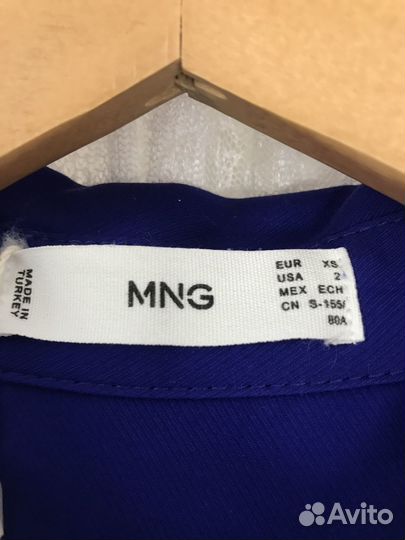 MADE IN
TURKEY
MNG
EUR XS
USA 2
MEX ECH
CN S-155/
80A
Avito